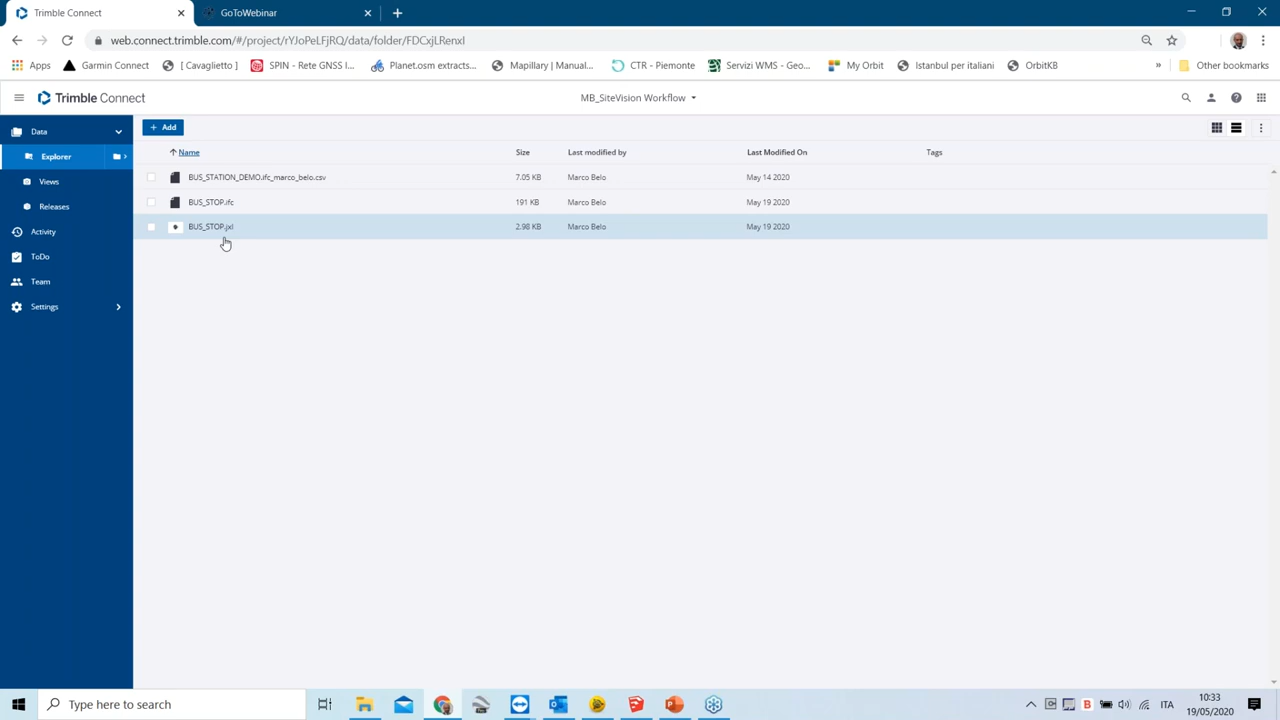 Trimble Connect
GoToWebinar
web.connect.trimble.com/#/project/rYJoPeLFjRQ/data/folder/FDCxjLRenxI
Apps
Garmin Connect
[ Cavaglietto ]
SPIN - Rete GNSS I...
Planet.osm extracts...
Mapillary | Manual...
CTR - Piemonte
Servizi WMS - Geo...
My Orbit
Istanbul per italiani
OrbitKB
»
Other bookmarks
Trimble Connect
MB_SiteVision Workflow
Data
Explorer
Views
Releases
Activity
ToDo
Team
Settings
+ Add
Name Size Last modified by Last Modified On Tags
BUS_STATION_DEMO.ifc_marco_belo.csv 7.05 KB Marco Belo May 14 2020
BUS_STOP.ifc 191 KB Marco Belo May 19 2020
BUS_STOP.jxl 2.98 KB Marco Belo May 19 2020
Type here to search
ITA
10:33
19/05/2020